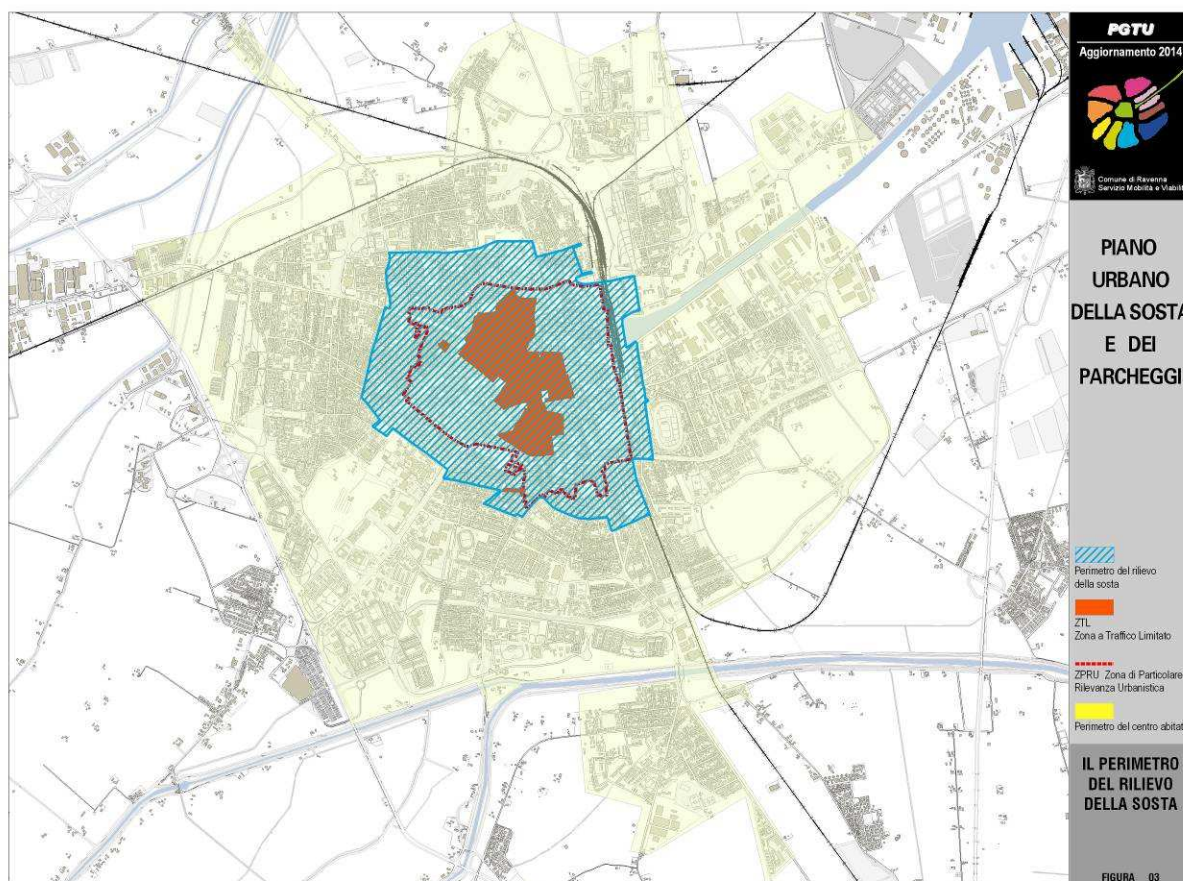 PGTU
Aggiornamento 2014
Comune di Ravenna
Servizio Mobilità e Viabilit
PIANO
URBANO
DELLA SOSTA
E DEI
PARCHEGGI
Perimetro del rilievo
della sosta
ZTL
Zona a Traffico Limitato
ZPRU Zona di Particolare
Rilevanza Urbanistica
Perimetro del centro abitat
IL PERIMETRO
DEL RILIEVO
DELLA SOSTA
FIGURA 03